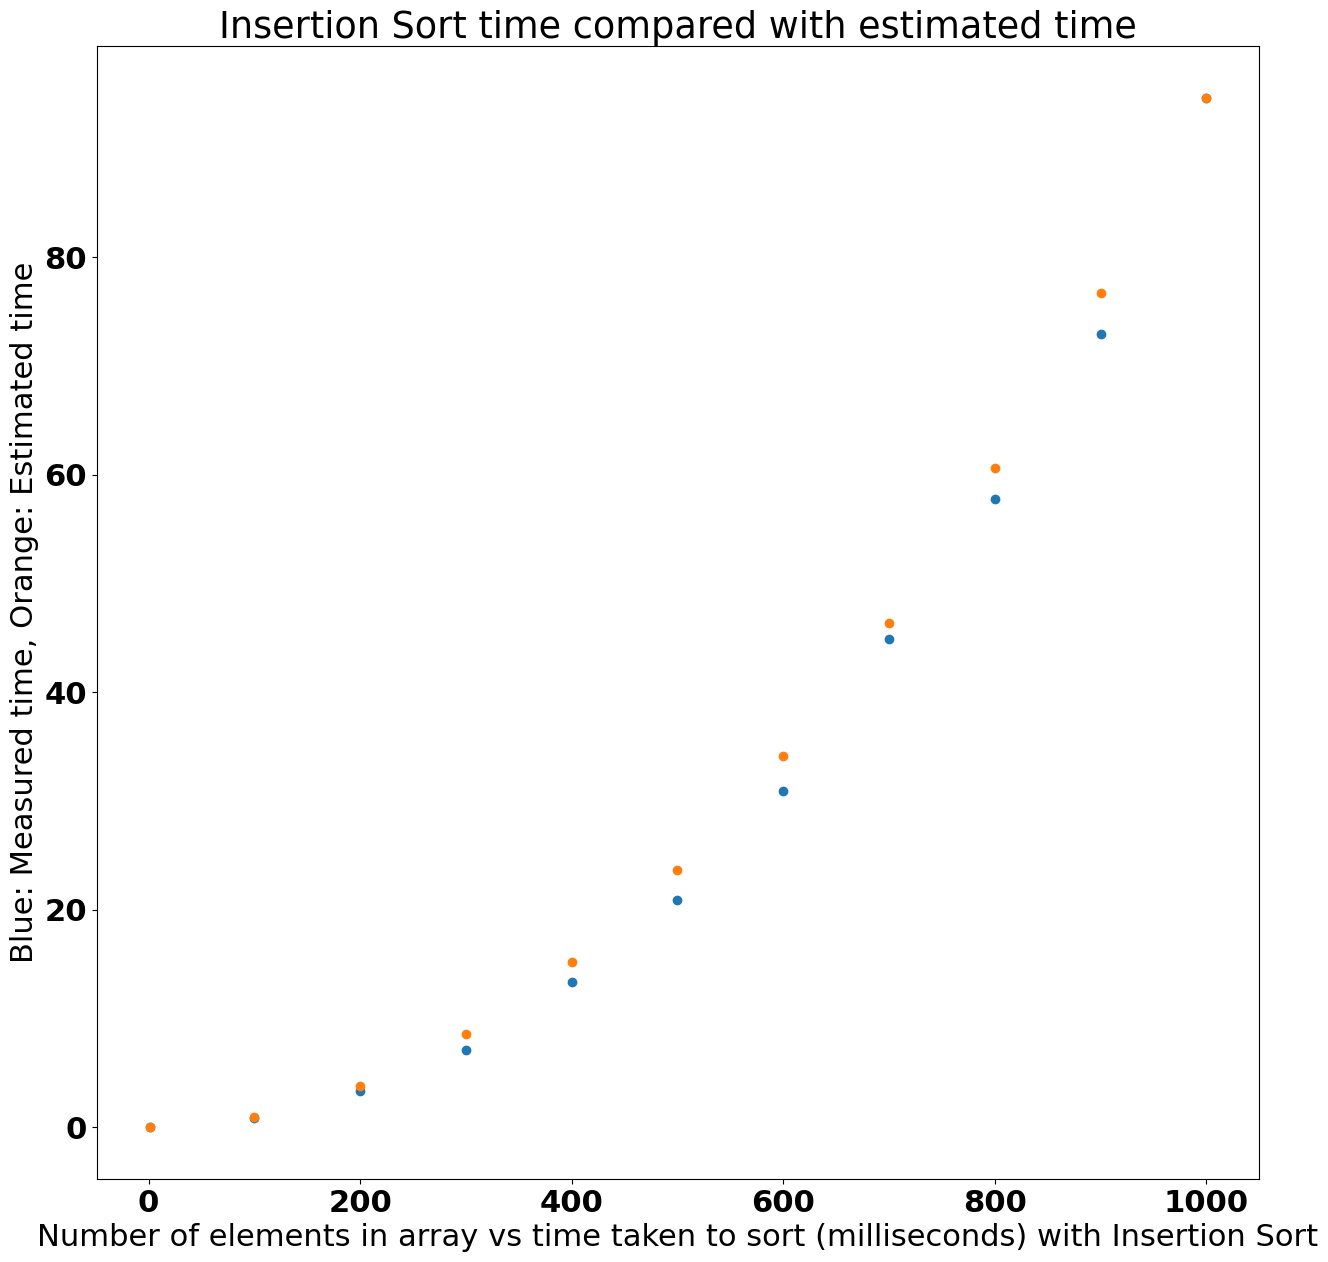 Insertion Sort time compared with estimated time
Blue: Measured time, Orange: Estimated time
80
60
40
20
0
0 200 400 600 800 1000
Number of elements in array vs time taken to sort (milliseconds) with Insertion Sort